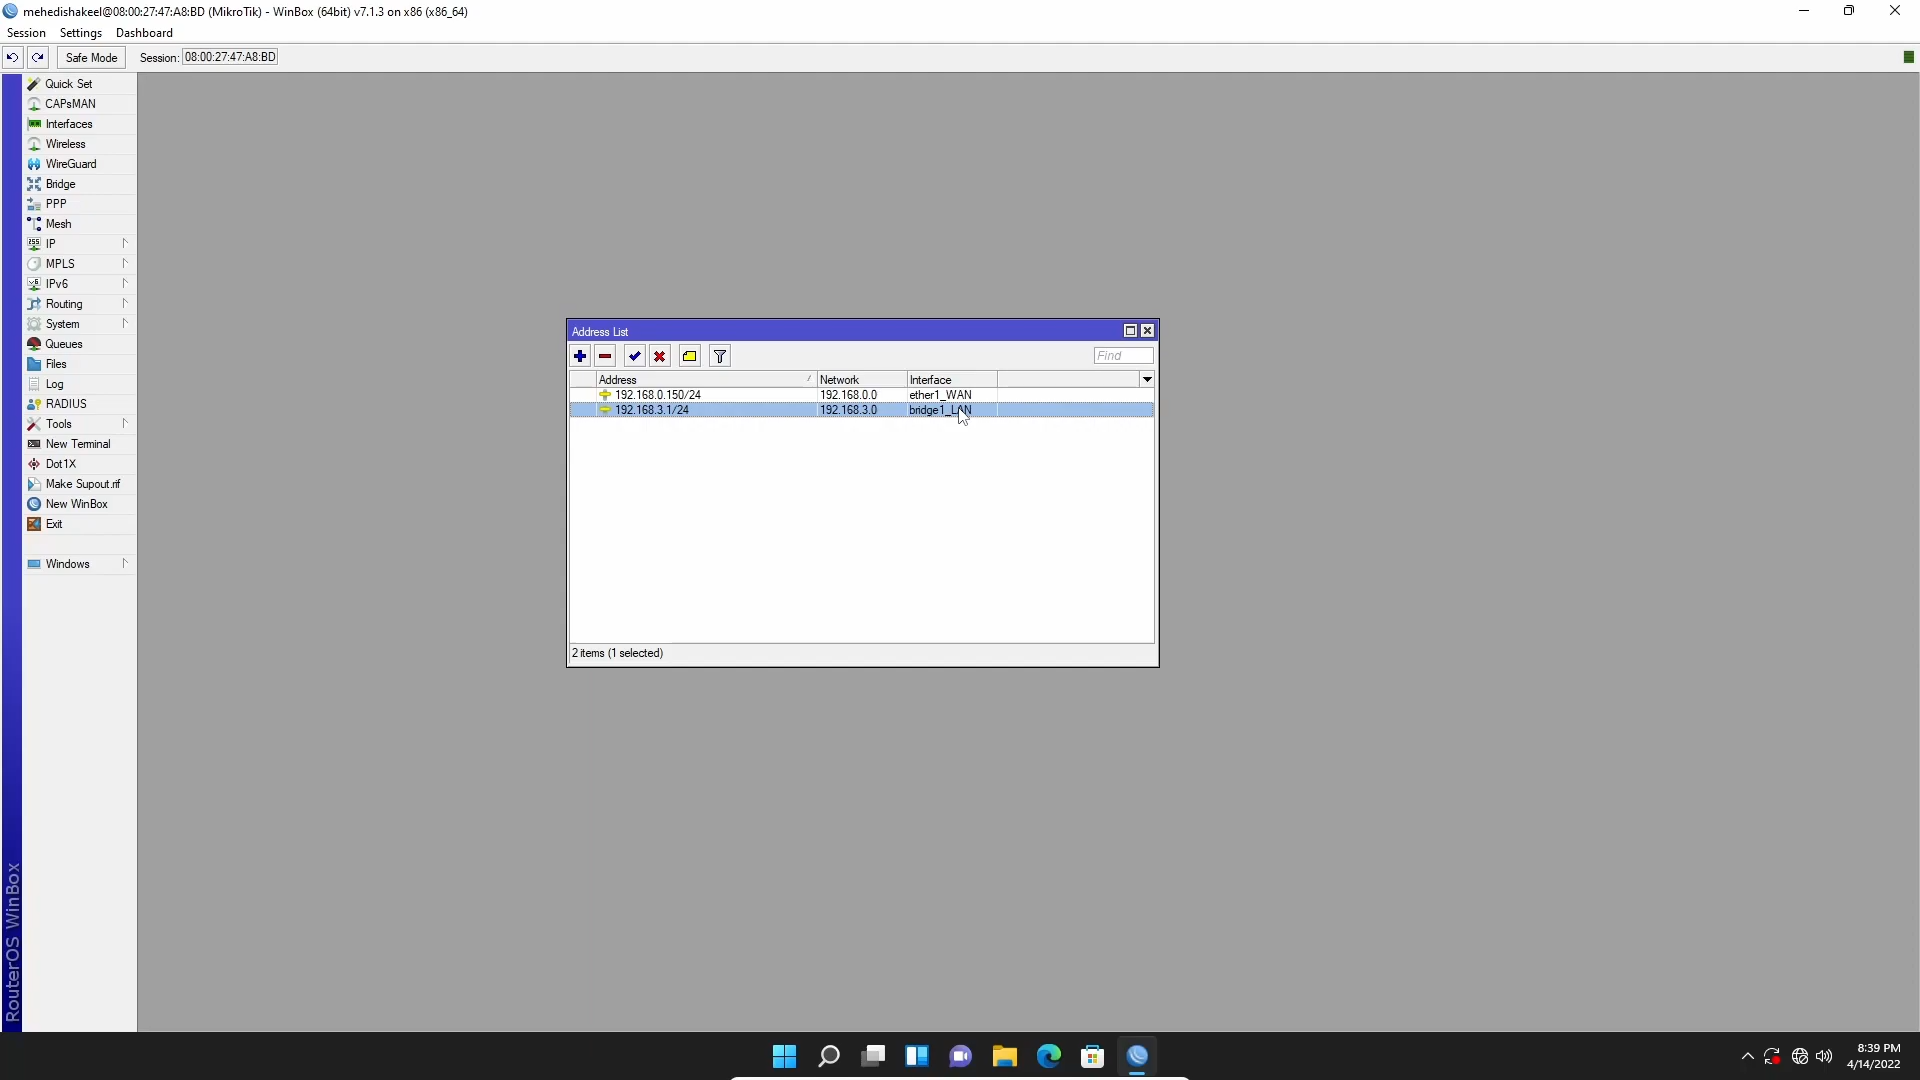 mehedishakeel@08:00:27:47:A8:BD (MikroTik) - WinBox (64bit) v7.1.3 on x86 (x86_64)
Session Settings Dashboard
Safe Mode Session: 08:00:27:47:A8:BD
Quick Set
CAPsMAN
Interfaces
Wireless
WireGuard
Bridge
PPP
Mesh
IP
MPLS
IPv6
Routing
System
Queues
Files
Log
RADIUS
Tools
New Terminal
Dot1X
Make Supout.rif
New WinBox
Exit
Windows
RouterOS WinBox
Address List
Find
Address Network Interface
192.168.0.150/24 192.168.0.0 ether1_WAN
192.168.3.1/24 192.168.3.0 bridge1_LAN
2 items (1 selected)
8:39 PM
4/14/2022